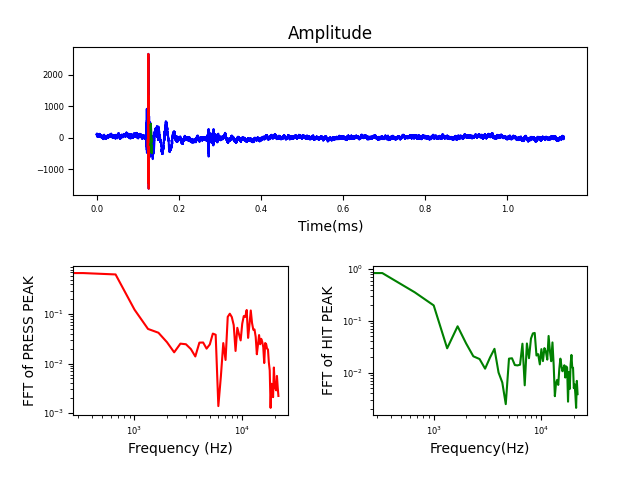 Amplitude
2000
1000
0
−1000
0.0 0.2 0.4 0.6 0.8 1.0
Time(ms)
FFT of PRESS PEAK
10⁻¹
10⁻²
10⁻³
10³ 10⁴
Frequency (Hz)
FFT of HIT PEAK
10⁰
10⁻¹
10⁻²
10³ 10⁴
Frequency(Hz)